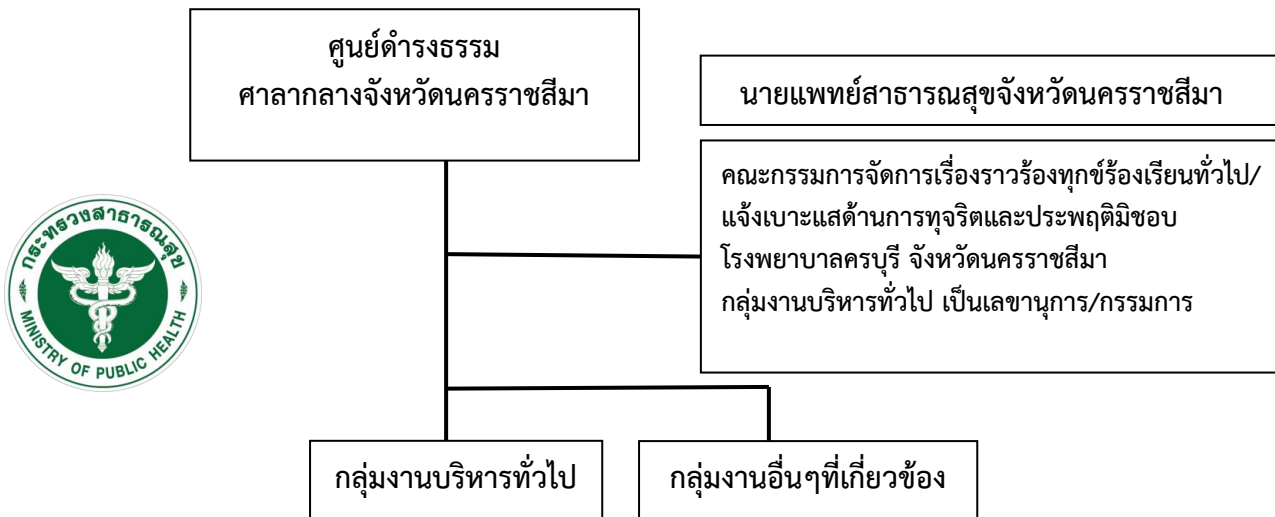 ศูนย์ดำรงธรรม
ศาลากลางจังหวัดนครราชสีมา
นายแพทย์สาธารณสุขจังหวัดนครราชสีมา
คณะกรรมการจัดการเรื่องราวร้องทุกข์ร้องเรียนทั่วไป/
แจ้งเบาะแสด้านการทุจริตและประพฤติมิชอบ
โรงพยาบาลครบุรี จังหวัดนครราชสีมา
กลุ่มงานบริหารทั่วไป เป็นเลขานุการ/กรรมการ
กระทรวงสาธารณสุข
MINISTRY OF PUBLIC HEALTH
กลุ่มงานบริหารทั่วไป
กลุ่มงานอื่นๆที่เกี่ยวข้อง